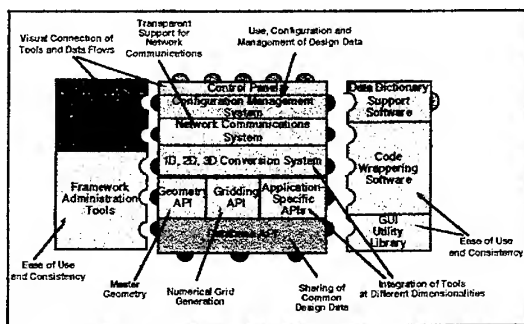 Visual Connection of
Tools and Data Flows
Transparent
Support for
Network
Communications
Use, Configuration and
Management of Design Data
Control Panels
Configuration Management
System
Network Communications
System
1D, 2D, 3D Conversion System
Geometry
API
Gridding
API
Application-
Specific
APIs
Database API
Framework
Administration
Tools
Data Dictionary
Support
Software
Code
Wrappering
Software
GUI
Utility
Library
Ease of Use
and Consistency
Master
Geometry
Numerical Grid
Generation
Sharing of
Common
Design Data
Integration of Tools
at Different Dimensionalities
Ease of Use
and Consistency